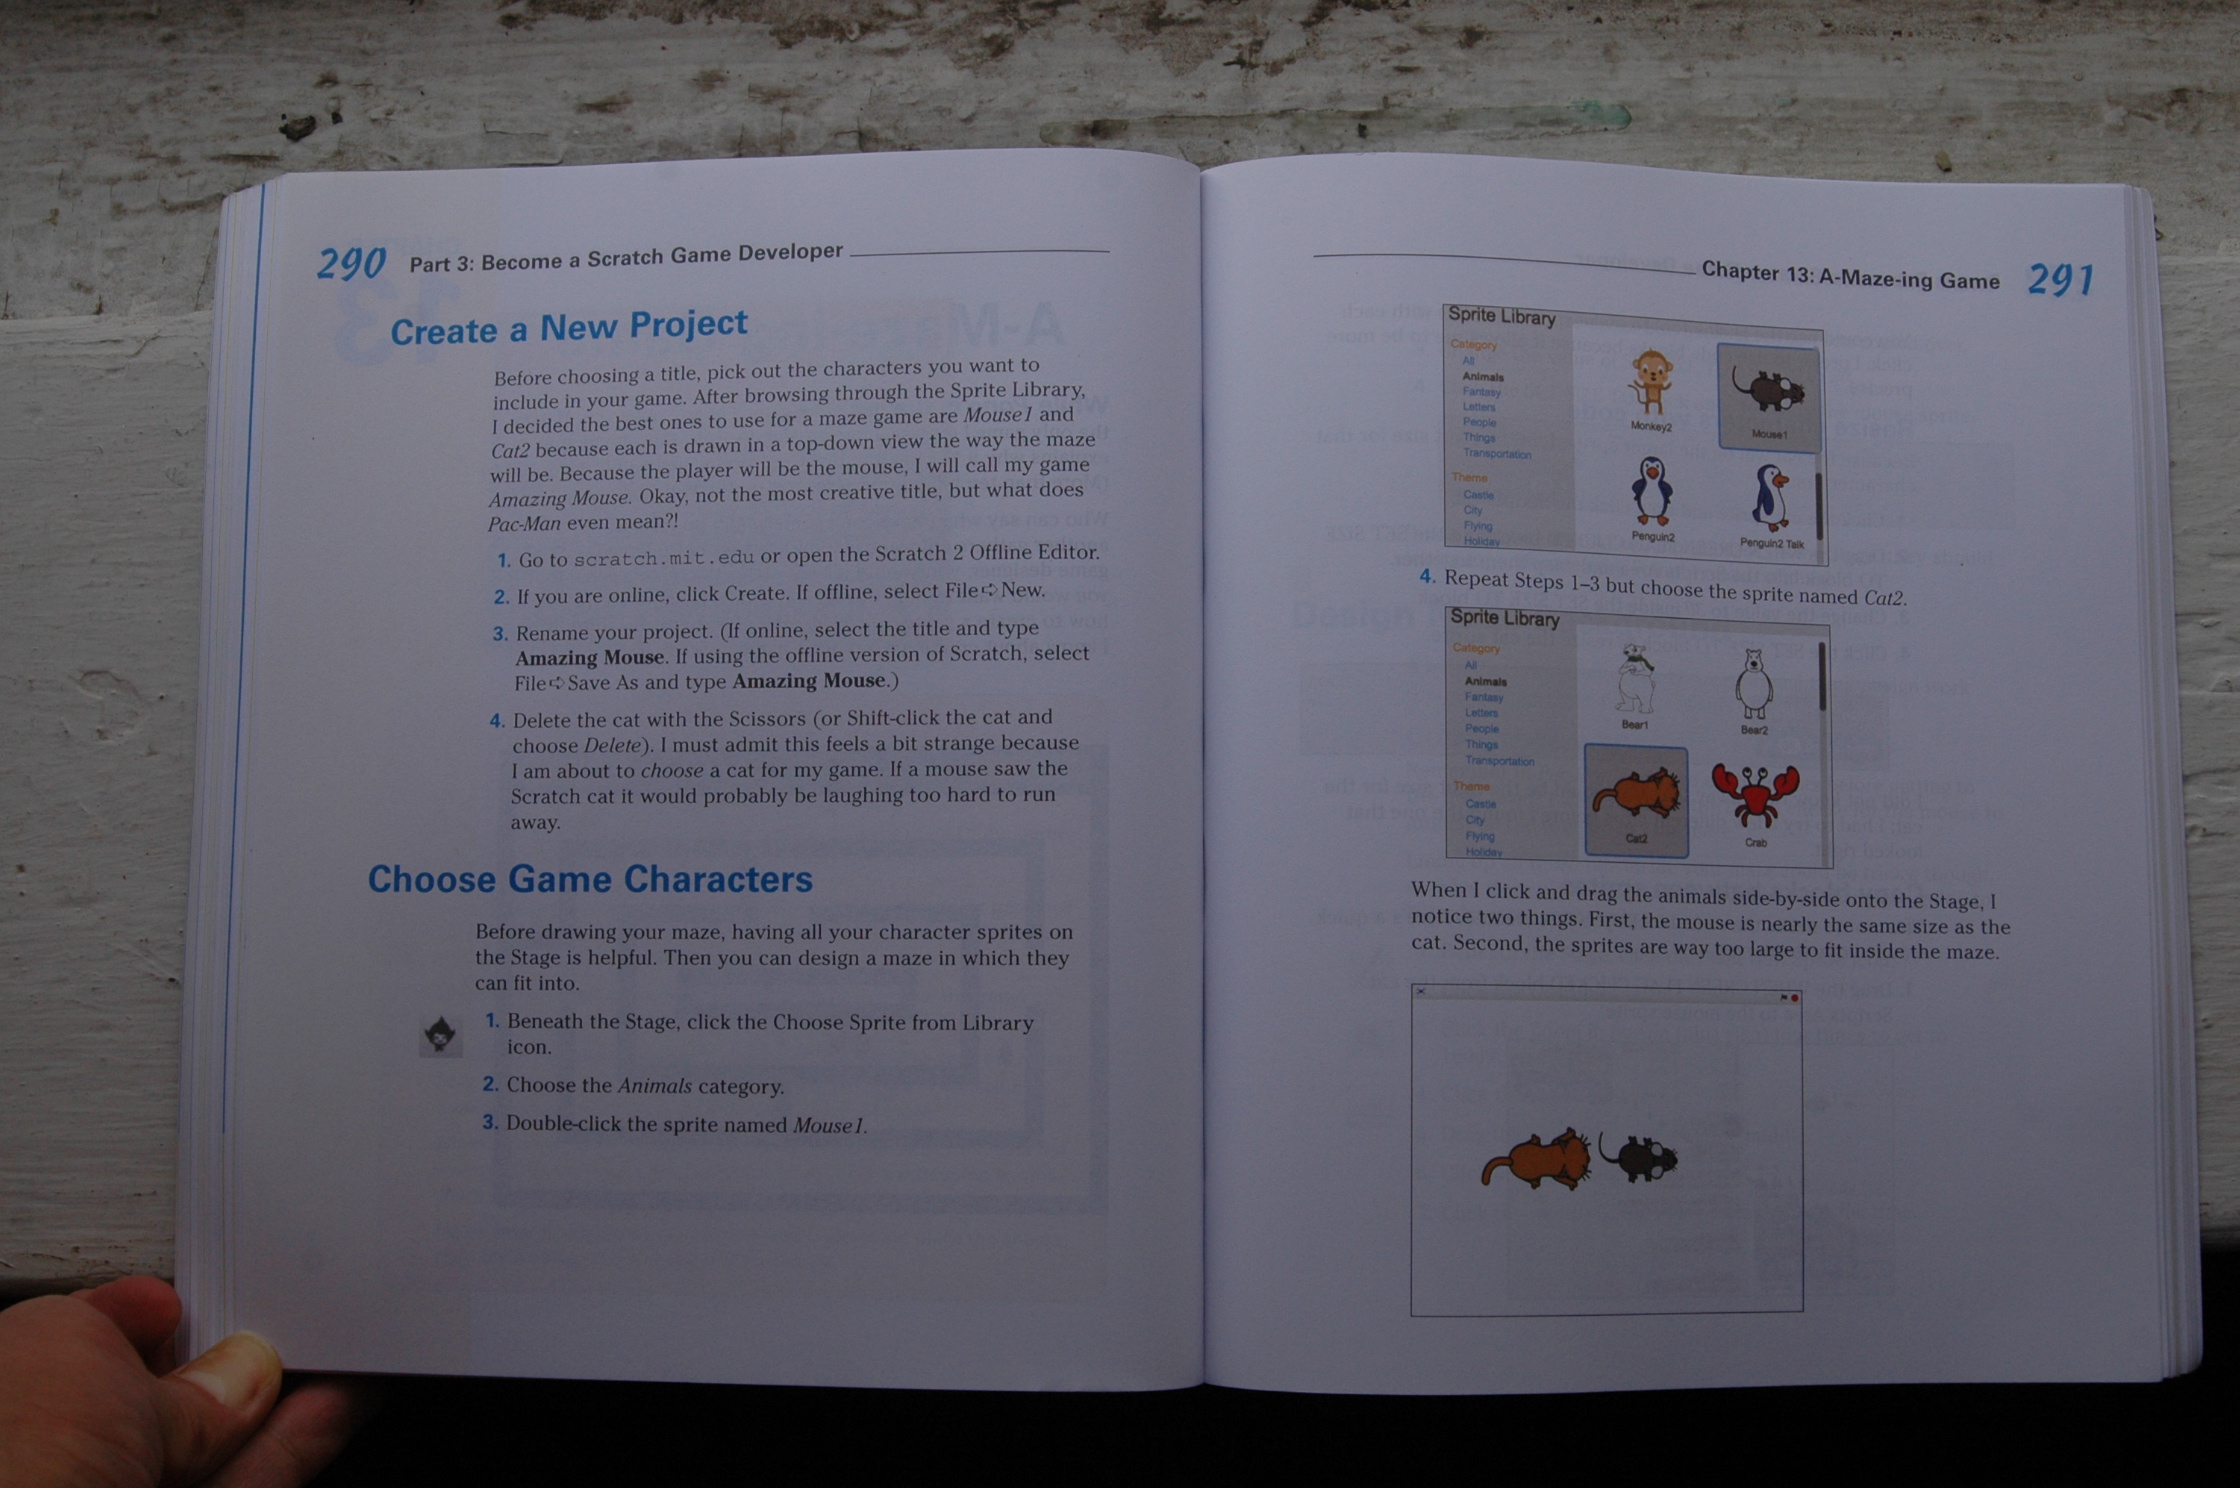 290 Part 3: Become a Scratch Game Developer
Create a New Project
Before choosing a title, pick out the characters you want to
include in your game. After browsing through the Sprite Library,
I decided the best ones to use for a maze game are Mouse1 and
Cat2 because each is drawn in a top-down view the way the maze
will be. Because the player will be the mouse, I will call my game
Amazing Mouse. Okay, not the most creative title, but what does
Pac-Man even mean?!
1. Go to scratch.mit.edu or open the Scratch 2 Offline Editor.
2. If you are online, click Create. If offline, select File➪New.
3. Rename your project. (If online, select the title and type
Amazing Mouse. If using the offline version of Scratch, select
File➪Save As and type Amazing Mouse.)
4. Delete the cat with the Scissors (or Shift-click the cat and
choose Delete). I must admit this feels a bit strange because
I am about to choose a cat for my game. If a mouse saw the
Scratch cat it would probably be laughing too hard to run
away.
Choose Game Characters
Before drawing your maze, having all your character sprites on
the Stage is helpful. Then you can design a maze in which they
can fit into.
1. Beneath the Stage, click the Choose Sprite from Library
icon.
2. Choose the Animals category.
3. Double-click the sprite named Mouse1.
Chapter 13: A-Maze-ing Game 291
Sprite Library
Category
All
Animals
Fantasy
Letters
People
Things
Transportation
Theme
Castle
City
Flying
Holiday
Monkey2
Mouse1
Penguin2
Penguin2 Talk
4. Repeat Steps 1–3 but choose the sprite named Cat2.
Sprite Library
Category
All
Animals
Fantasy
Letters
People
Things
Transportation
Theme
Castle
City
Flying
Holiday
Bear1
Bear2
Cat2
Crab
When I click and drag the animals side-by-side onto the Stage, I
notice two things. First, the mouse is nearly the same size as the
cat. Second, the sprites are way too large to fit inside the maze.